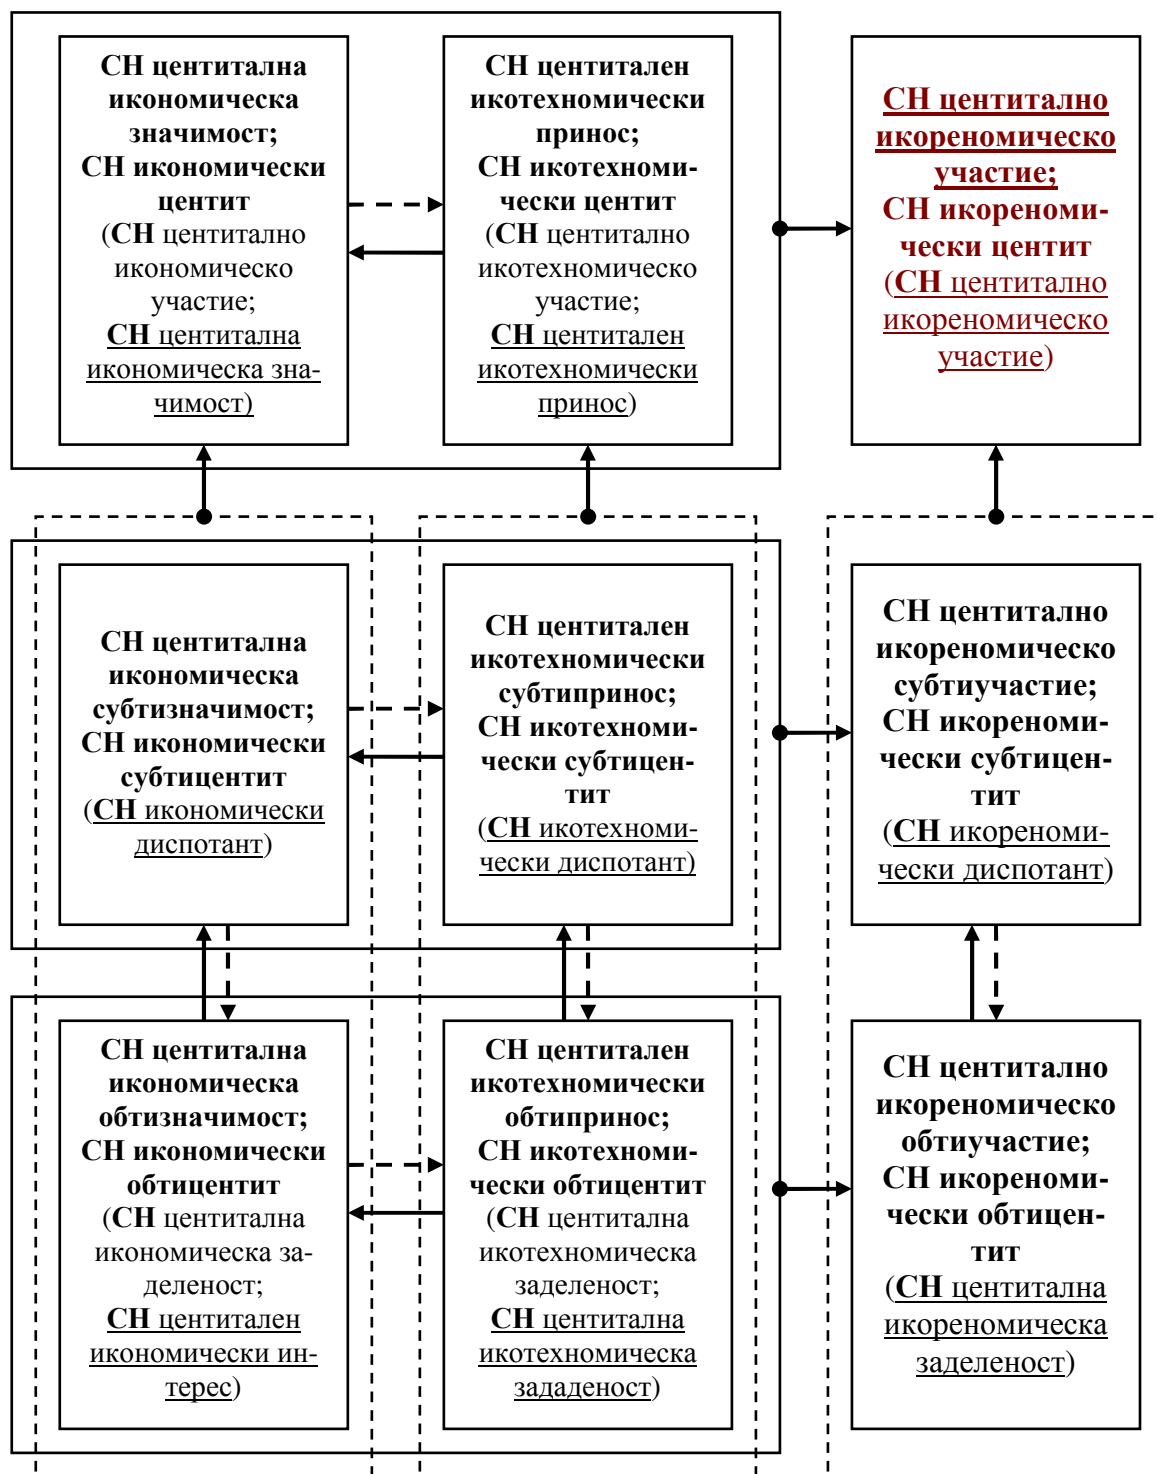 СН центитална
икономическа
значимост;
СН икономически
центит
(СН центитално
икономическо
участие;
СН центитална
икономическа зна-
чимост)
СН центитален
икотехномически
принос;
СН икотехноми-
чески центит
(СН центитално
икотехномическо
участие;
СН центитален
икотехномически
принос)
СН центитално
икореномическо
участие;
СН икореноми-
чески центит
(СН центитално
икореномическо
участие)
СН центитална
икономическа
субтизначимост;
СН икономически
субтицентит
(СН икономически
диспотант)
СН центитален
икотехномически
субтипринос;
СН икотехноми-
чески субтицен-
тит
(СН икотехноми-
чески диспотант)
СН центитално
икореномическо
субтиучастие;
СН икореноми-
чески субтицен-
тит
(СН икореноми-
чески диспотант)
СН центитална
икономическа
обтизначимост;
СН икономически
обтицентит
(СН центитална
икономическа за-
деленост;
СН центитален
икономически ин-
терес)
СН центитален
икотехномически
обтипринос;
СН икотехноми-
чески обтицентит
(СН центитална
икотехномическа
заделеност;
СН центитална
икотехномическа
зададеност)
СН центитално
икореномическо
обтиучастие;
СН икореноми-
чески обтицен-
тит
(СН центитална
икореномическа
заделеност)